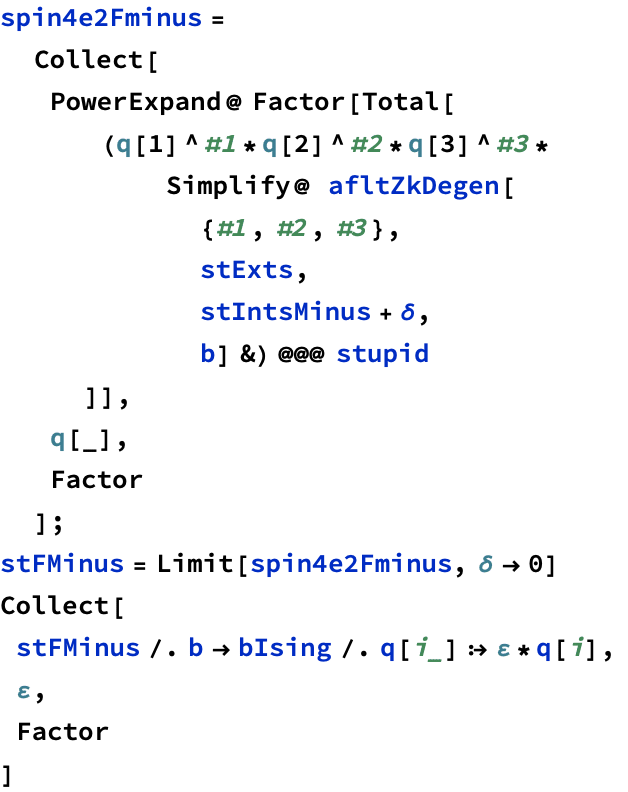 spin4e2Fminus =
Collect[
PowerExpand@ Factor[Total[
(q[1]^#1*q[2]^#2*q[3]^#3*
Simplify@ afltZkDegen[
{#1, #2, #3},
stExts,
stIntsMinus + δ,
b] &) @@@ stupid
]],
q[_],
Factor
];
stFMinus = Limit[spin4e2Fminus, δ → 0]
Collect[
stFMinus /. b → bIsing /. q[i_] ⧴ ε*q[i],
ε,
Factor
]